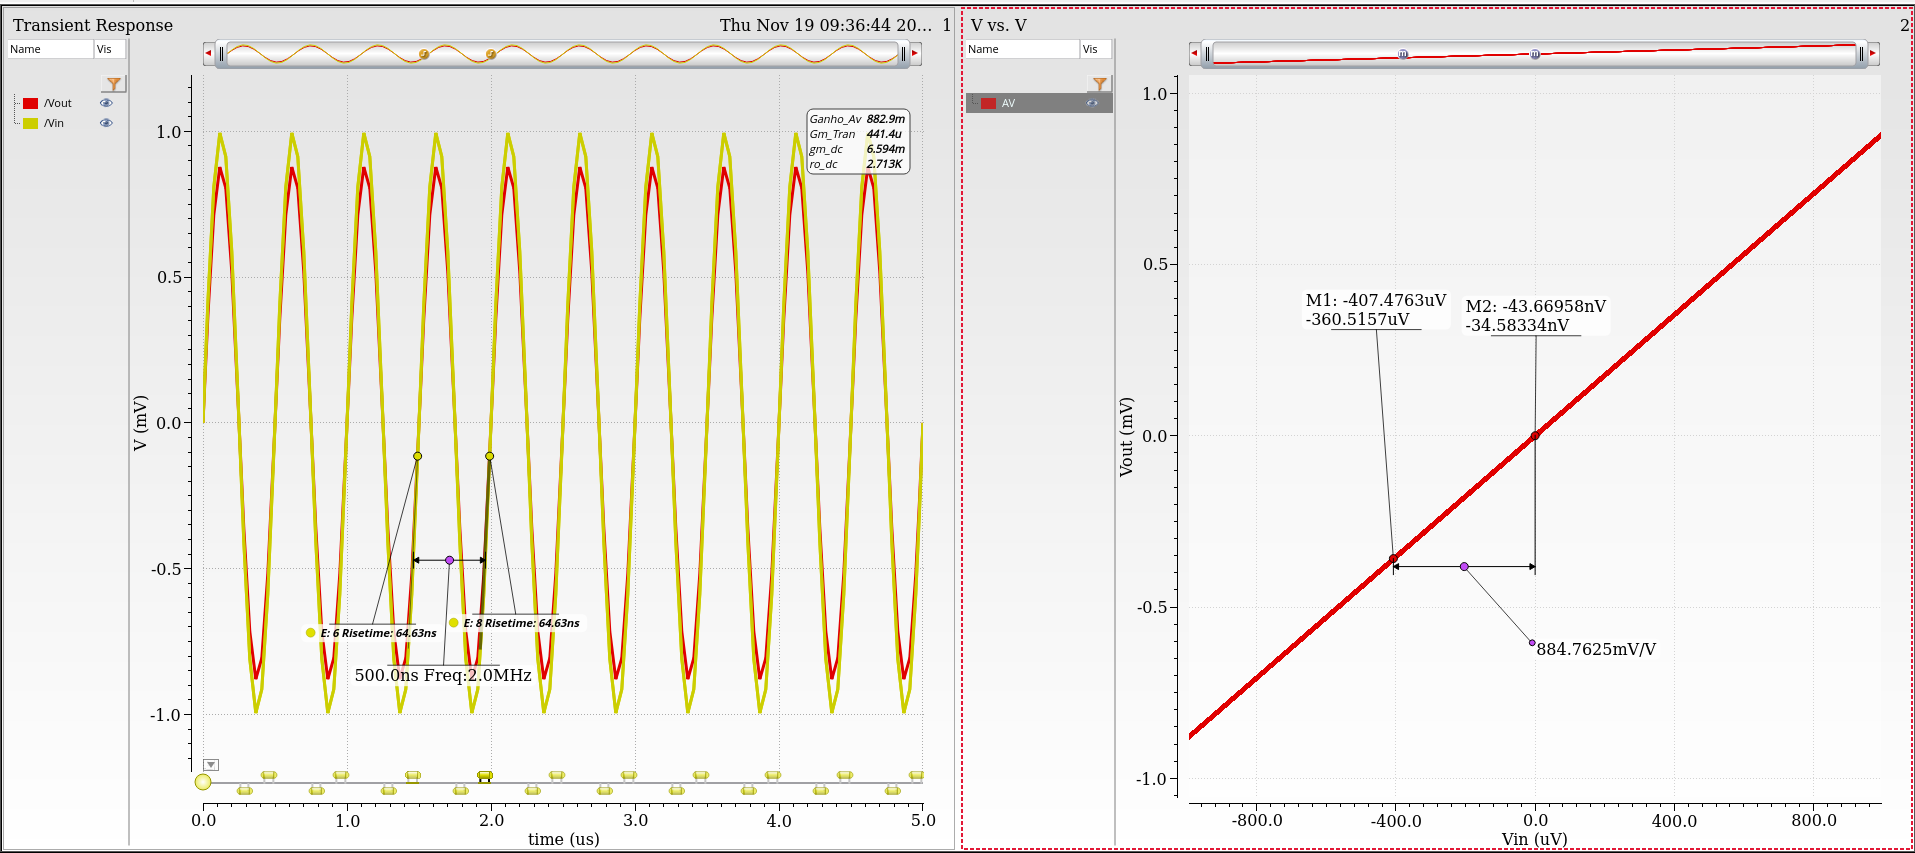 Transient Response
Thu Nov 19 09:36:44 20... 1
Name Vis
/Vout
/Vin
V (mV)
1.0
0.5
0.0
-0.5
-1.0
Ganho_Av 882.9m
Gm_Tran 441.4u
gm_dc 6.594m
ro_dc 2.713K
E: 6 Risetime: 64.63ns
E: 8 Risetime: 64.63ns
500.0ns Freq:2.0MHz
0.0 1.0 2.0 3.0 4.0 5.0
time (us)
V vs. V
2
Name Vis
AV
Vout (mV)
1.0
0.5
0.0
-0.5
-1.0
M1: -407.4763uV
-360.5157uV
M2: -43.66958nV
-34.58334nV
884.7625mV/V
-800.0 -400.0 0.0 400.0 800.0
Vin (uV)